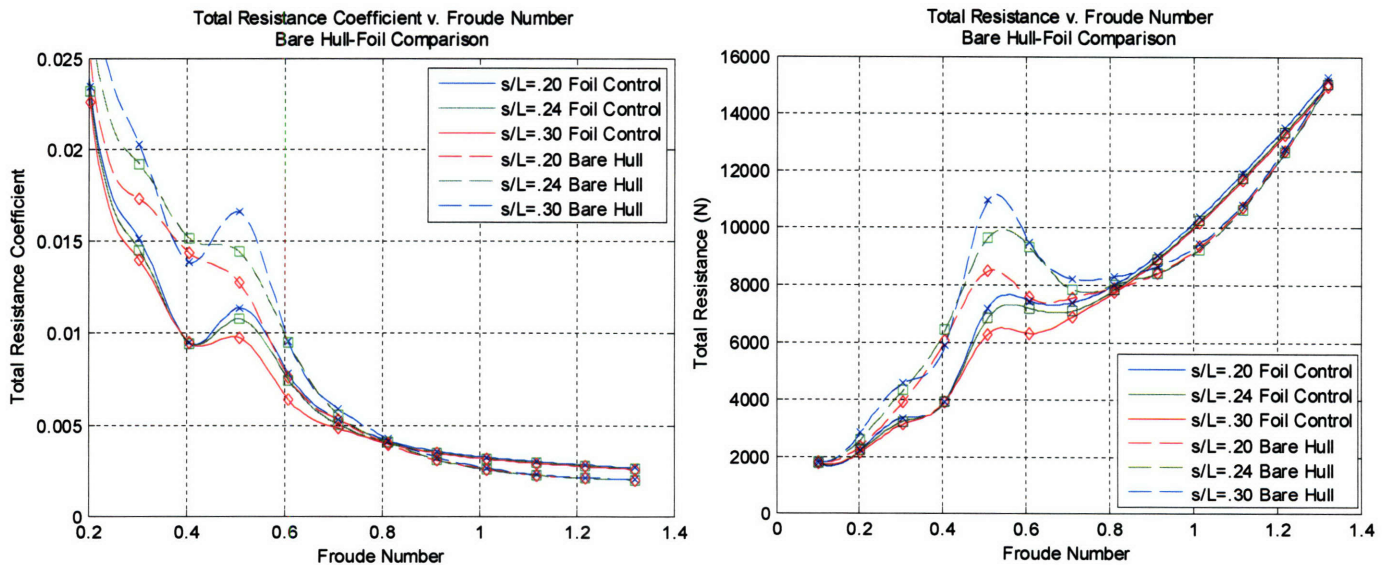 Total Resistance Coefficient v. Froude Number
Bare Hull-Foil Comparison
0.025
0.02
0.015
0.01
0.005
0
Total Resistance Coefficient
s/L=.20 Foil Control
s/L=.24 Foil Control
s/L=.30 Foil Control
s/L=.20 Bare Hull
s/L=.24 Bare Hull
s/L=.30 Bare Hull
0.2 0.4 0.6 0.8 1 1.2 1.4
Froude Number
Total Resistance v. Froude Number
Bare Hull-Foil Comparison
16000
14000
12000
10000
8000
6000
4000
2000
0
Total Resistance (N)
s/L=.20 Foil Control
s/L=.24 Foil Control
s/L=.30 Foil Control
s/L=.20 Bare Hull
s/L=.24 Bare Hull
s/L=.30 Bare Hull
0 0.2 0.4 0.6 0.8 1 1.2 1.4
Froude Number